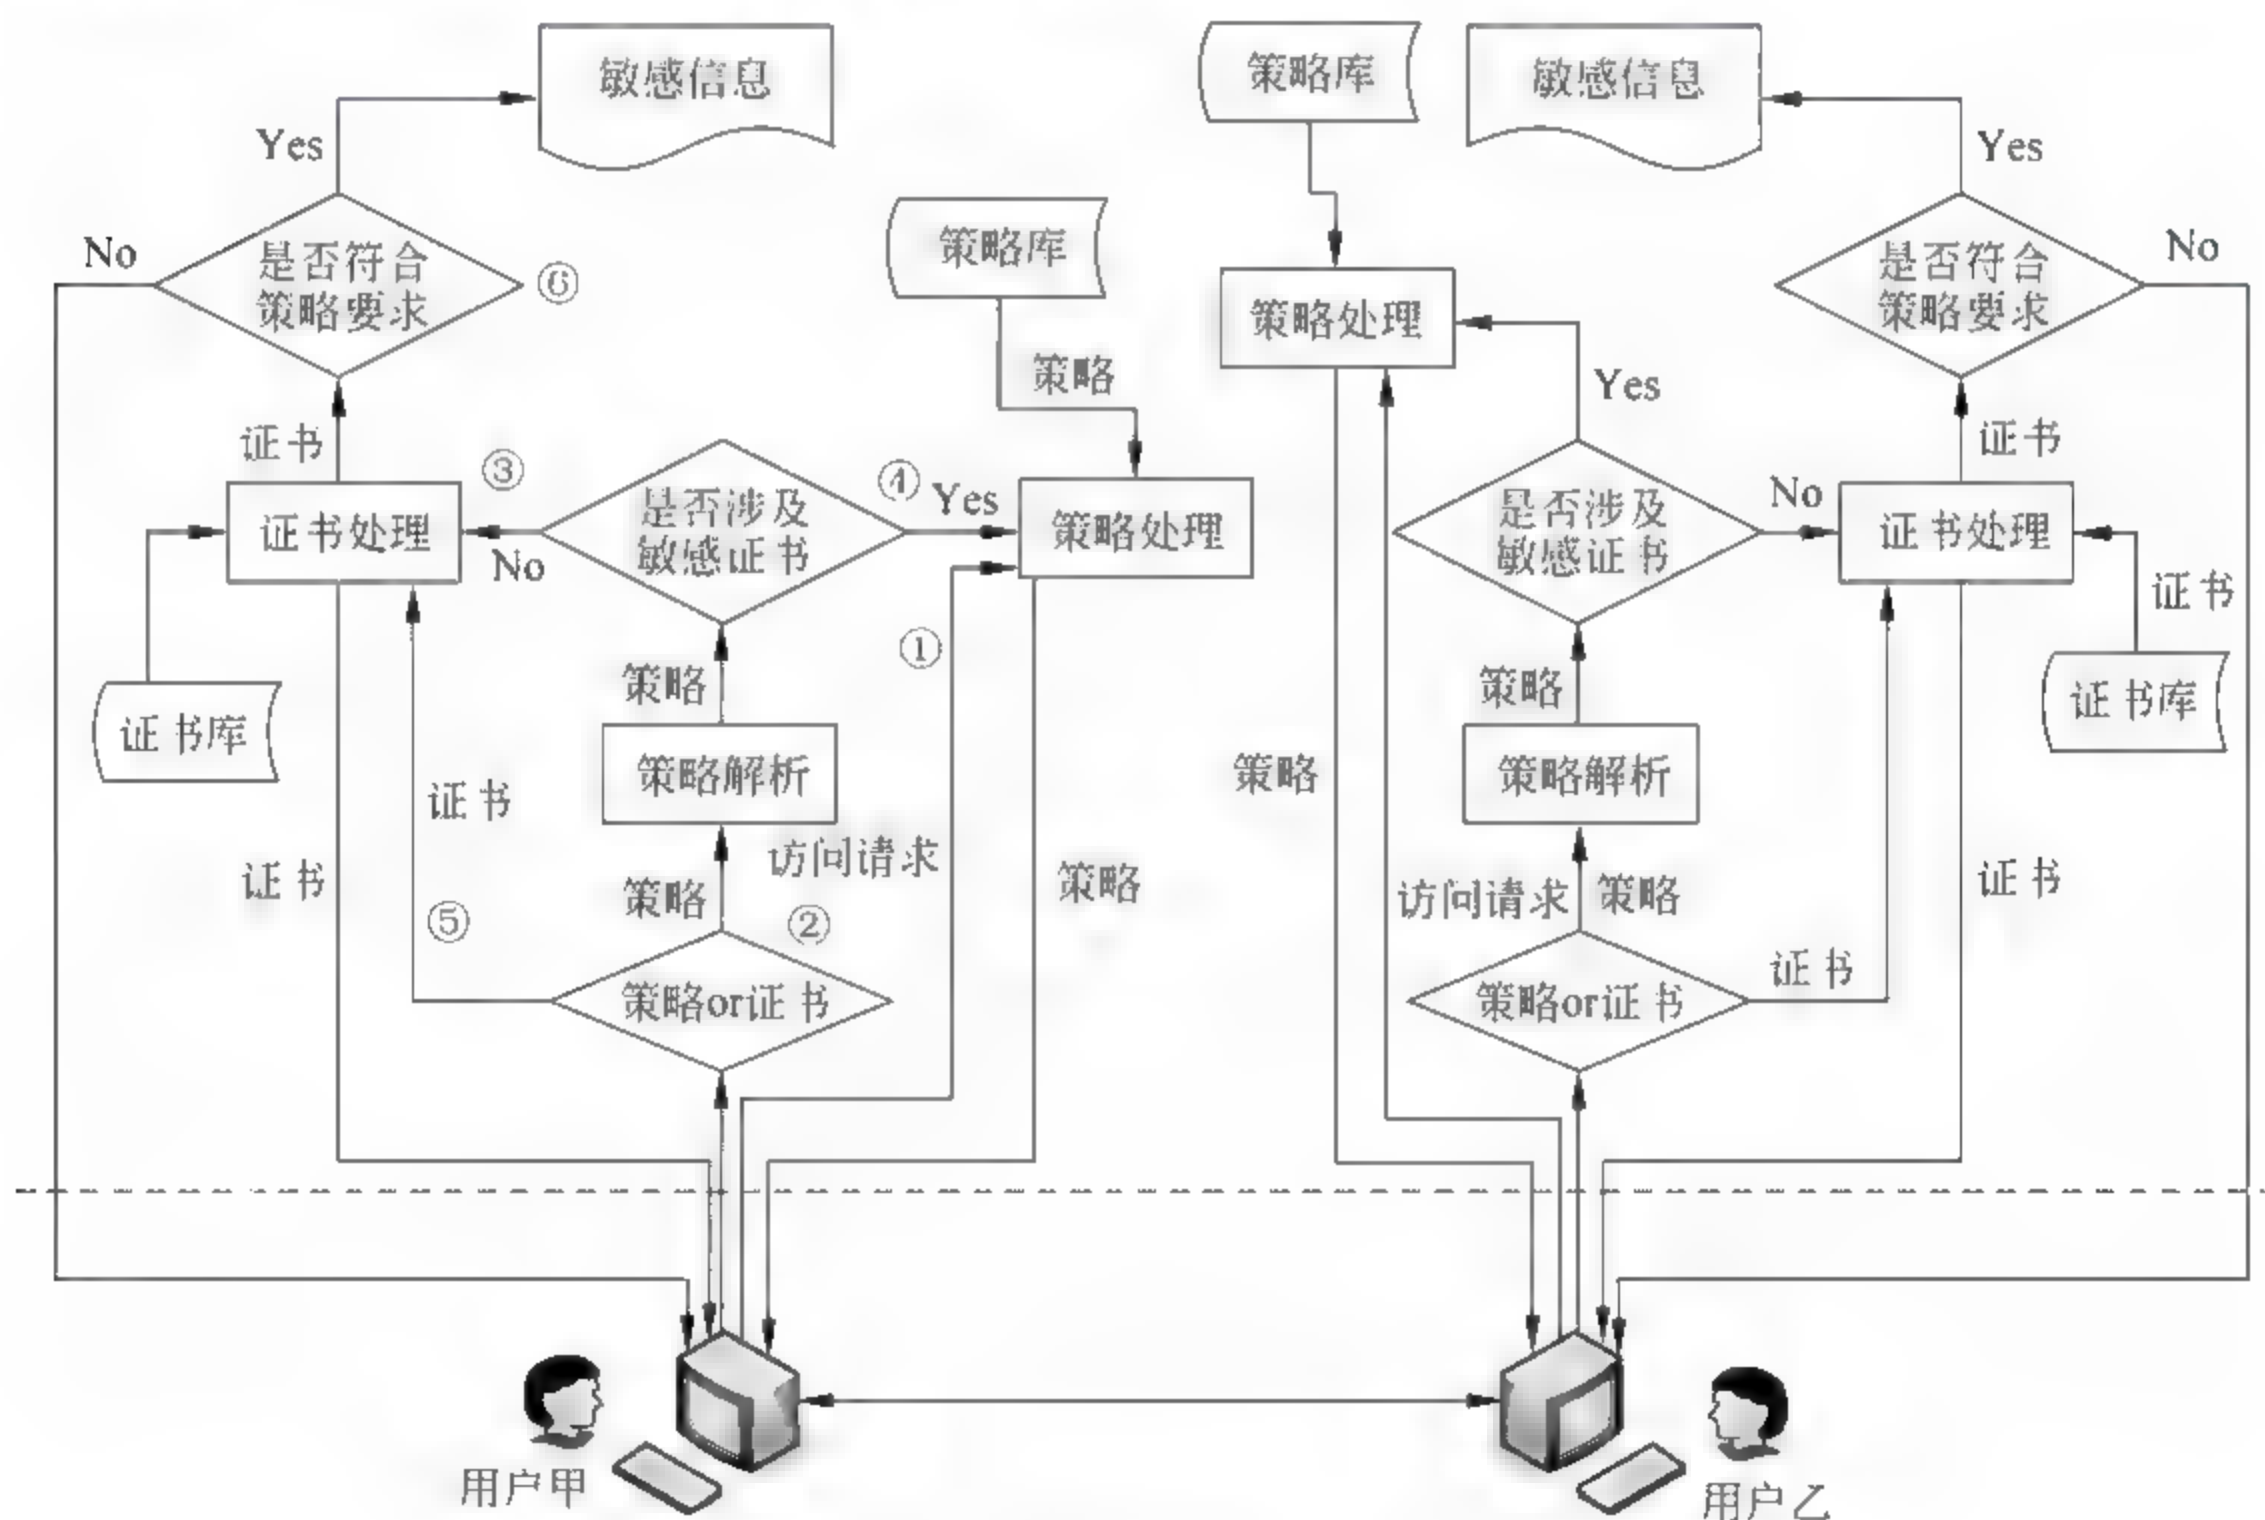 敏感信息
策略库
敏感信息
Yes
Yes
策略库
No
是否符合
策略要求
⑥
是否符合
策略要求
No
策略处理
策略
Yes
证书
证书
③
④
Yes
No
是否涉及
敏感证书
策略处理
是否涉及
敏感证书
No
证书处理
证书处理
证书
①
策略
策略
证书库
证书库
策略解析
策略
策略解析
证书
访问请求
证书
策略
策略
访问请求
策略
证书
⑤
②
策略or证书
策略or证书
证书
用户甲
用户乙